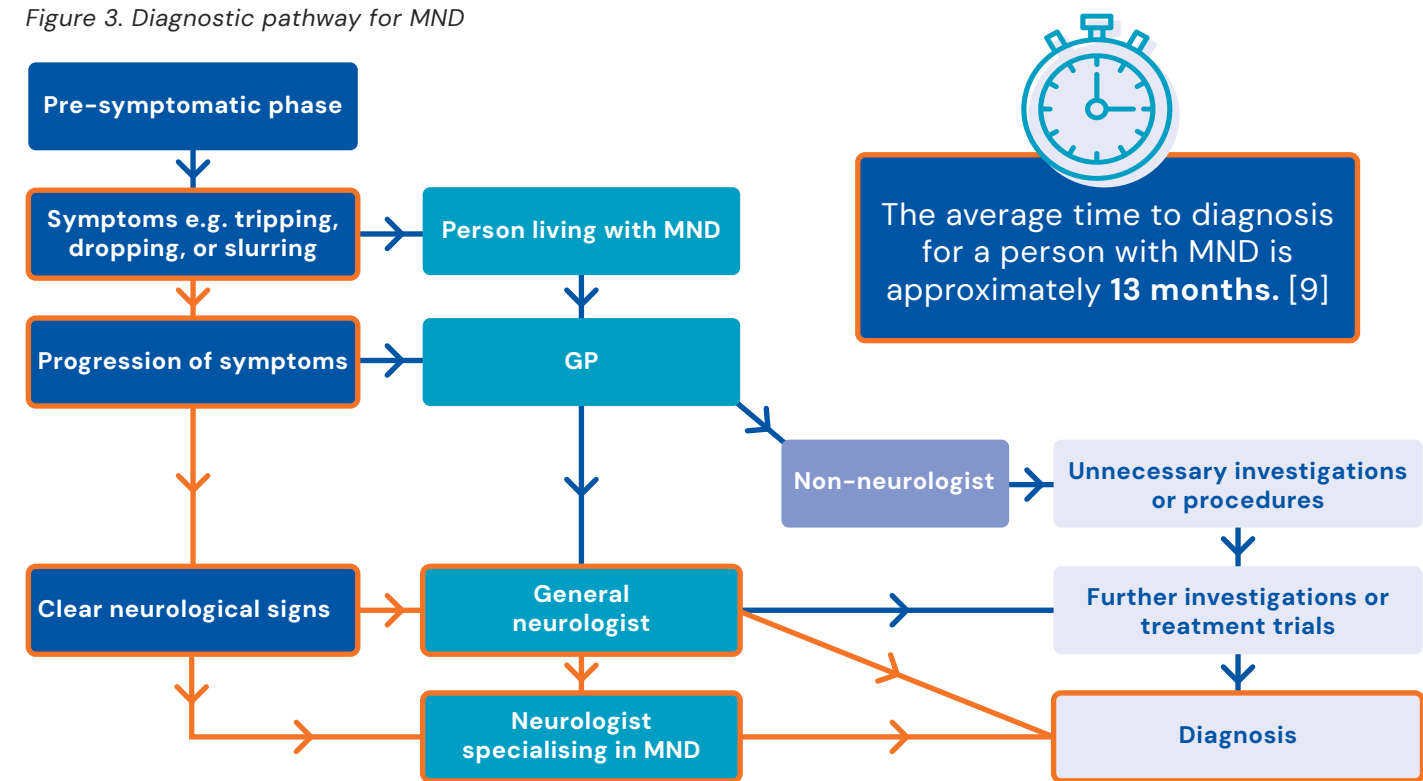 Figure 3. Diagnostic pathway for MND
Pre-symptomatic phase
Symptoms e.g. tripping,
dropping, or slurring
Person living with MND
The average time to diagnosis
for a person with MND is
approximately 13 months. [9]
Progression of symptoms
GP
Non-neurologist
Unnecessary investigations
or procedures
Clear neurological signs
General
neurologist
Further investigations or
treatment trials
Neurologist
specialising in MND
Diagnosis